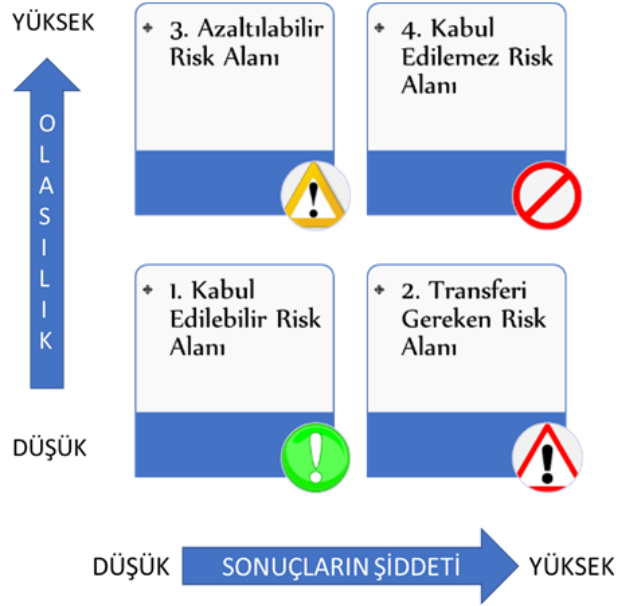 YÜKSEK
3. Azaltılabilir
Risk Alanı
4. Kabul
Edilemez Risk
Alanı
OLASILIK
1. Kabul
Edilebilir Risk
Alanı
2. Transferi
Gereken Risk
Alanı
DÜŞÜK
DÜŞÜK SONUÇLARIN ŞİDDETİ YÜKSEK